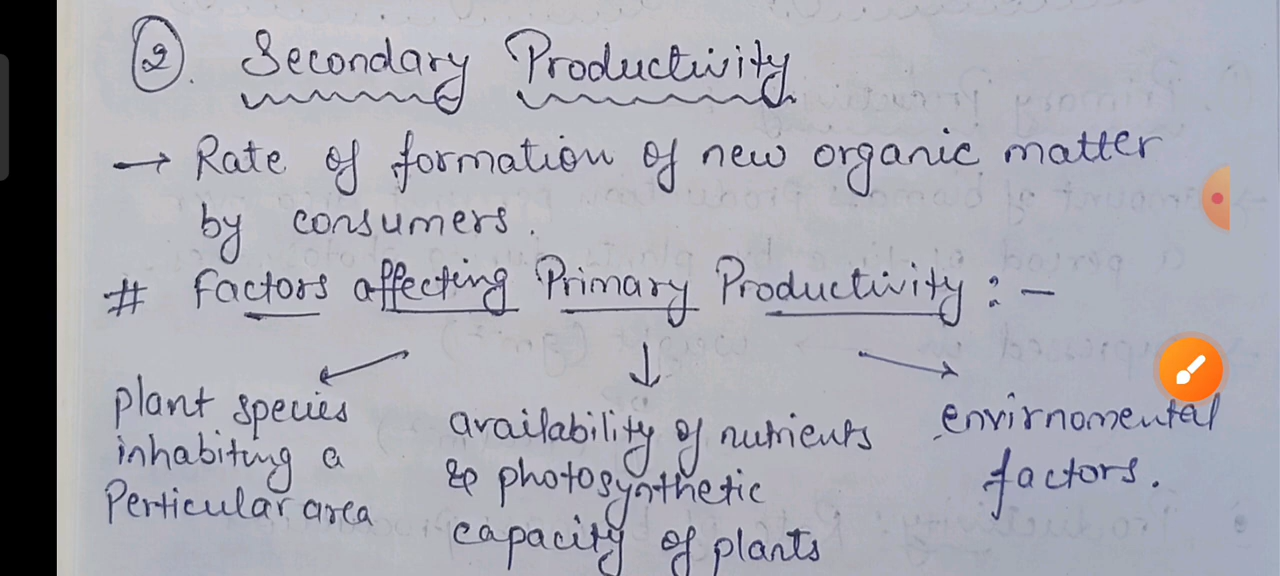 2. Secondary Productivity
→ Rate of formation of new organic matter
by consumers.
# Factors affecting Primary Productivity : -
plant species
inhabiting a
Perticular area
availability of nutrients
& photosynthetic
capacity of plants
envirnomental
factors.